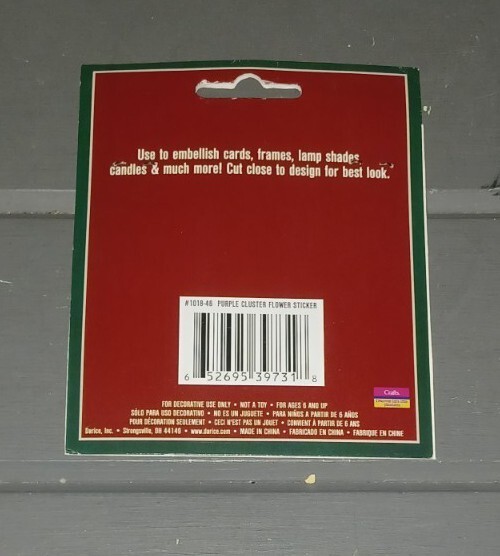 Use to embellish cards, frames, lamp shades,
candles & much more! Cut close to design for best look.
#1018-46 PURPLE CLUSTER FLOWER STICKER
6 52695 39731 8
Crafts
FOR DECORATIVE USE ONLY • NOT A TOY • FOR AGES 6 AND UP
SÓLO PARA USO DECORATIVO • NO ES UN JUGUETE • PARA NIÑOS A PARTIR DE 6 AÑOS
POUR DÉCORATION SEULEMENT • CECI N'EST PAS UN JOUET • CONVIENT À PARTIR DE 6 ANS
Darice, Inc. • Strongsville, OH 44149 • www.darice.com • MADE IN CHINA • FABRICADO EN CHINA • FABRIQUE EN CHINE